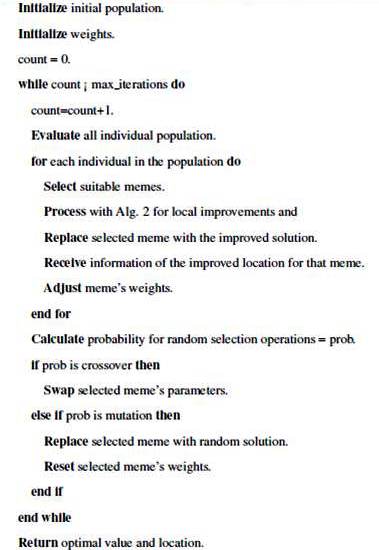 Initialize initial population.
Initialize weights.
count = 0.
while count ¡ max_iterations do
count=count+1.
Evaluate all individual population.
for each individual in the population do
Select suitable memes.
Process with Alg. 2 for local improvements and
Replace selected meme with the improved solution.
Receive information of the improved location for that meme.
Adjust meme's weights.
end for
Calculate probability for random selection operations = prob.
if prob is crossover then
Swap selected meme's parameters.
else if prob is mutation then
Replace selected meme with random solution.
Reset selected meme's weights.
end if
end while
Return optimal value and location.